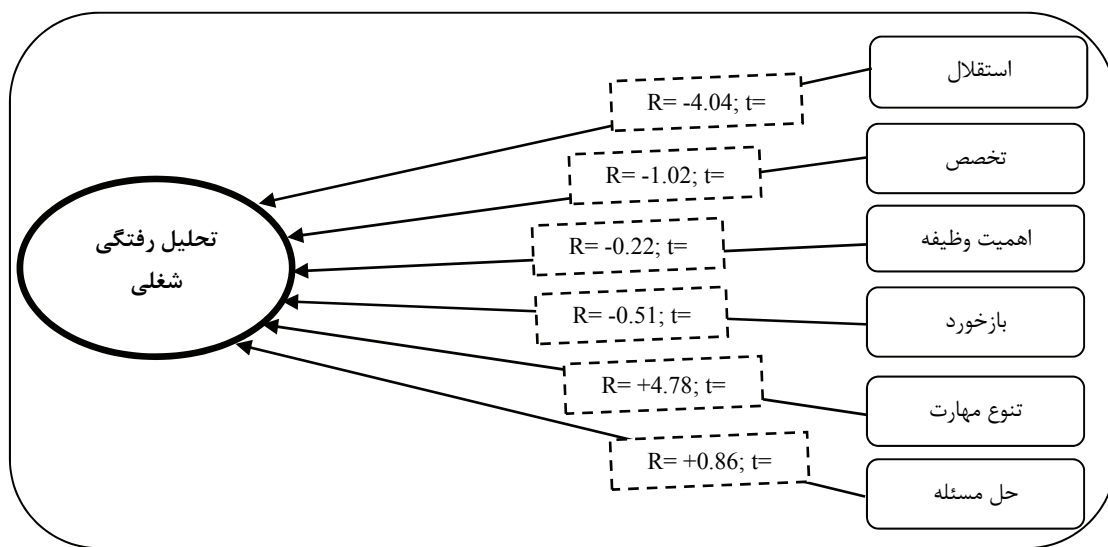 استقلال
R= -4.04; t=
تخصص
R= -1.02; t=
اهمیت وظیفه
R= -0.22; t=
تحلیل رفتگی
شغلی
بازخورد
R= -0.51; t=
تنوع مهارت
R= +4.78; t=
حل مسئله
R= +0.86; t=